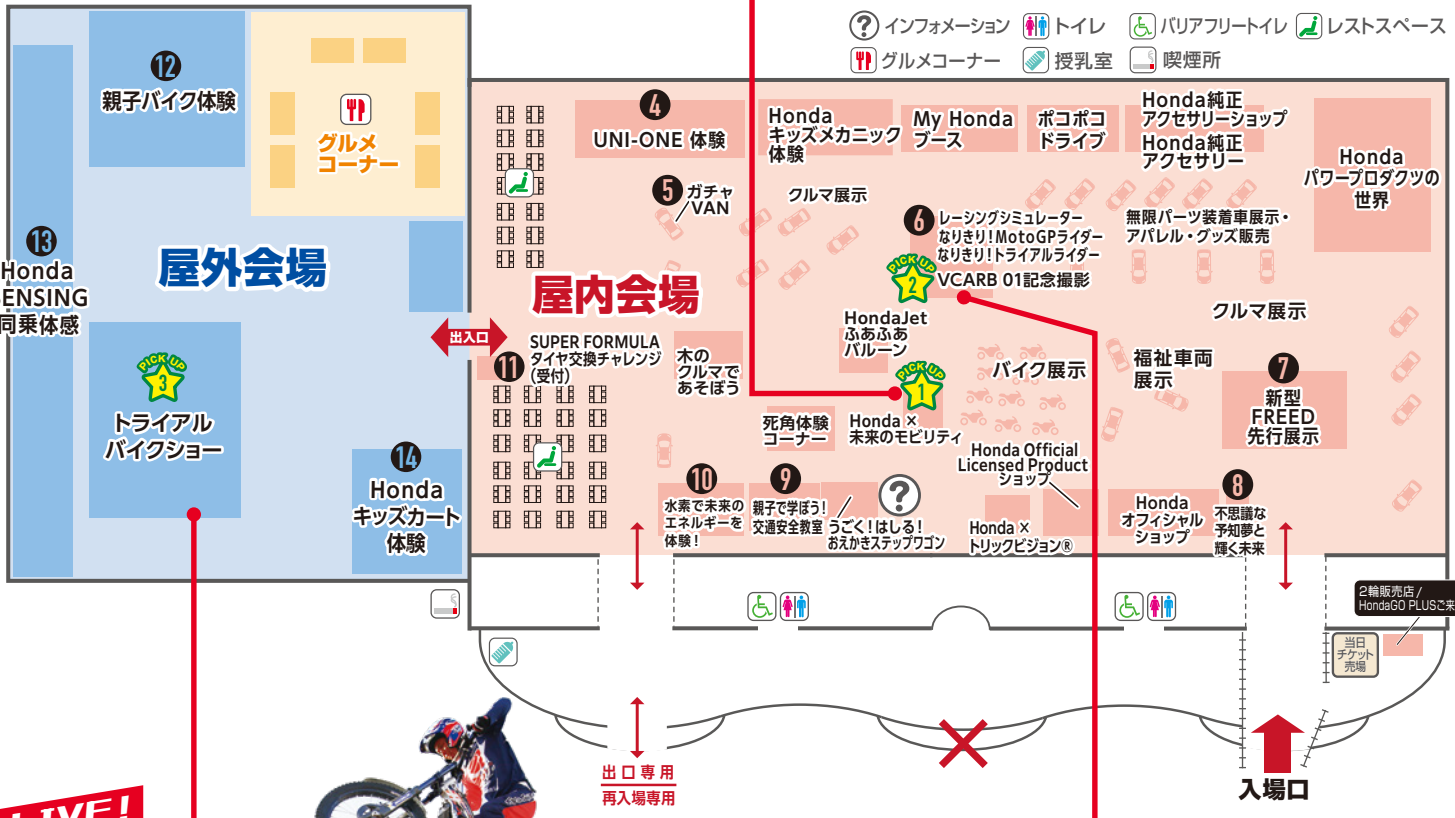 インフォメーション トイレ バリアフリートイレ レストスペース
グルメコーナー 授乳室 喫煙所
12
親子バイク体験
グルメ
コーナー
13
Honda
SENSING
同乗体感
屋外会場
PICK UP
3
トライアル
バイクショー
14
Honda
キッズカート
体験
出入口
屋内会場
4
UNI-ONE 体験
Honda
キッズメカニック
体験
My Honda
ブース
ポコポコ
ドライブ
Honda純正
アクセサリーショップ
Honda純正
アクセサリー
Honda
パワープロダクツの
世界
5
ガチャ
VAN
クルマ展示
6
レーシングシミュレーター
なりきり!MotoGPライダー
なりきり!トライアルライダー
PICK UP
2
VCARB 01記念撮影
無限パーツ装着車展示・
アパレル・グッズ販売
クルマ展示
11
SUPER FORMULA
タイヤ交換チャレンジ
(受付)
木の
クルマで
あそぼう
HondaJet
ふあふあ
バルーン
PICK UP
1
Honda ×
未来のモビリティ
死角体験
コーナー
バイク展示
福祉車両
展示
7
新型
FREED
先行展示
Honda Official
Licensed Product
ショップ
10
水素で未来の
エネルギーを
体験!
9
親子で学ぼう!
交通安全教室
?
うごく!はしる!
おえかきステップワゴン
Honda ×
トリックビジョン®
Honda
オフィシャル
ショップ
8
不思議な
予知夢と
輝く未来
2輪販売店/
HondaGO PLUSご来
当日
チケット
売場
出口専用
再入場専用
入場口
LIVE!